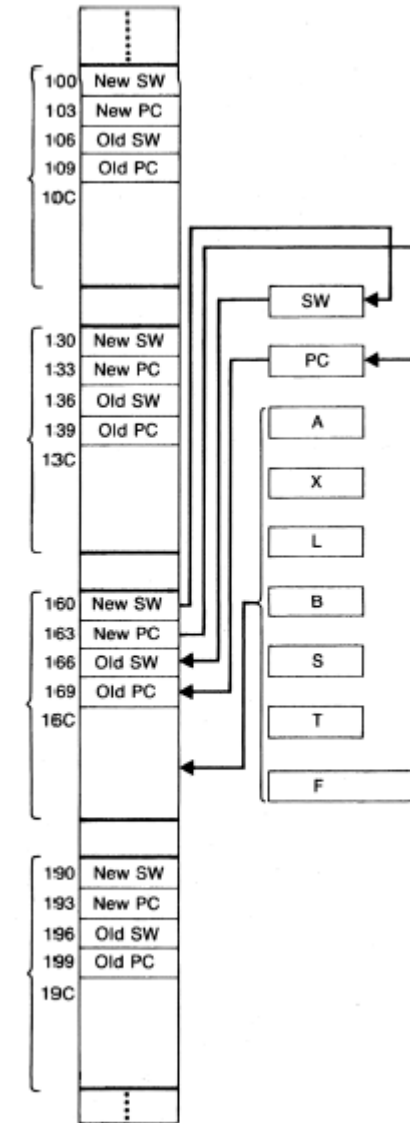 100 New SW
103 New PC
106 Old SW
109 Old PC
10C
SW
130 New SW
133 New PC
PC
136 Old SW
139 Old PC
A
13C
X
L
160 New SW
B
163 New PC
166 Old SW
S
169 Old PC
16C
T
F
190 New SW
193 New PC
196 Old SW
199 Old PC
19C